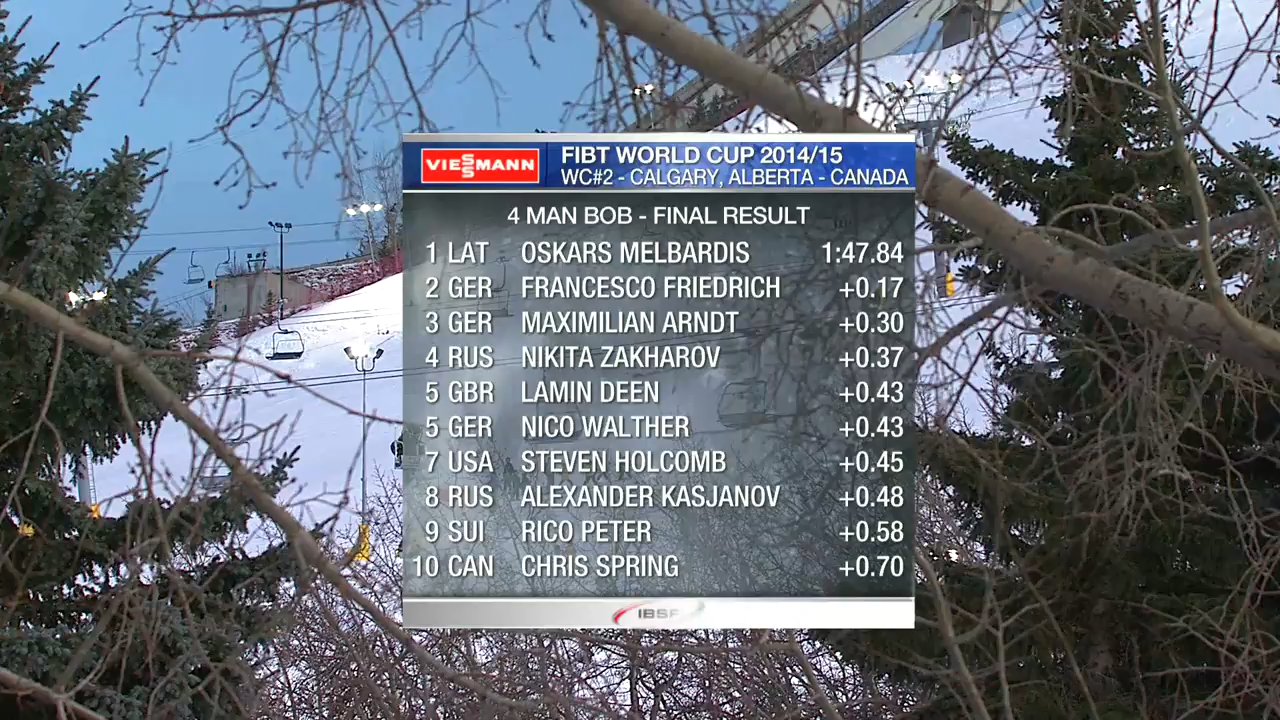 VIESSMANN
FIBT WORLD CUP 2014/15
WC#2 - CALGARY, ALBERTA - CANADA
4 MAN BOB - FINAL RESULT
1 LAT OSKARS MELBARDIS 1:47.84
2 GER FRANCESCO FRIEDRICH +0.17
3 GER MAXIMILIAN ARNDT +0.30
4 RUS NIKITA ZAKHAROV +0.37
5 GBR LAMIN DEEN +0.43
5 GER NICO WALTHER +0.43
7 USA STEVEN HOLCOMB +0.45
8 RUS ALEXANDER KASJANOV +0.48
9 SUI RICO PETER +0.58
10 CAN CHRIS SPRING +0.70
IBSF